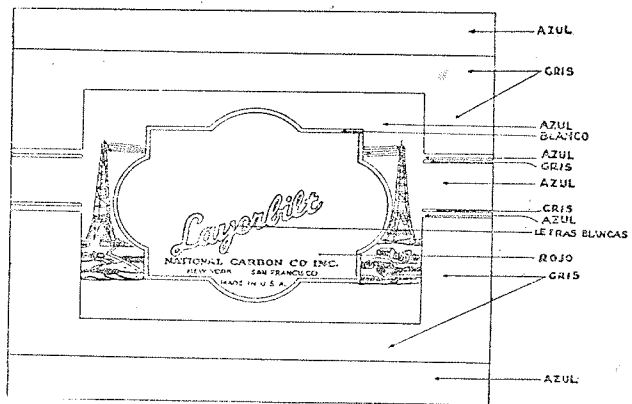 AZUL
GRIS
AZUL
BLANCO
AZUL
GRIS
AZUL
GRIS
AZUL
LETRAS BLANCAS
ROJO
GRIS
AZUL
Layerbilt
NATIONAL CARBON CO INC.
NEW YORK SAN FRANCISCO
MADE IN U.S.A.